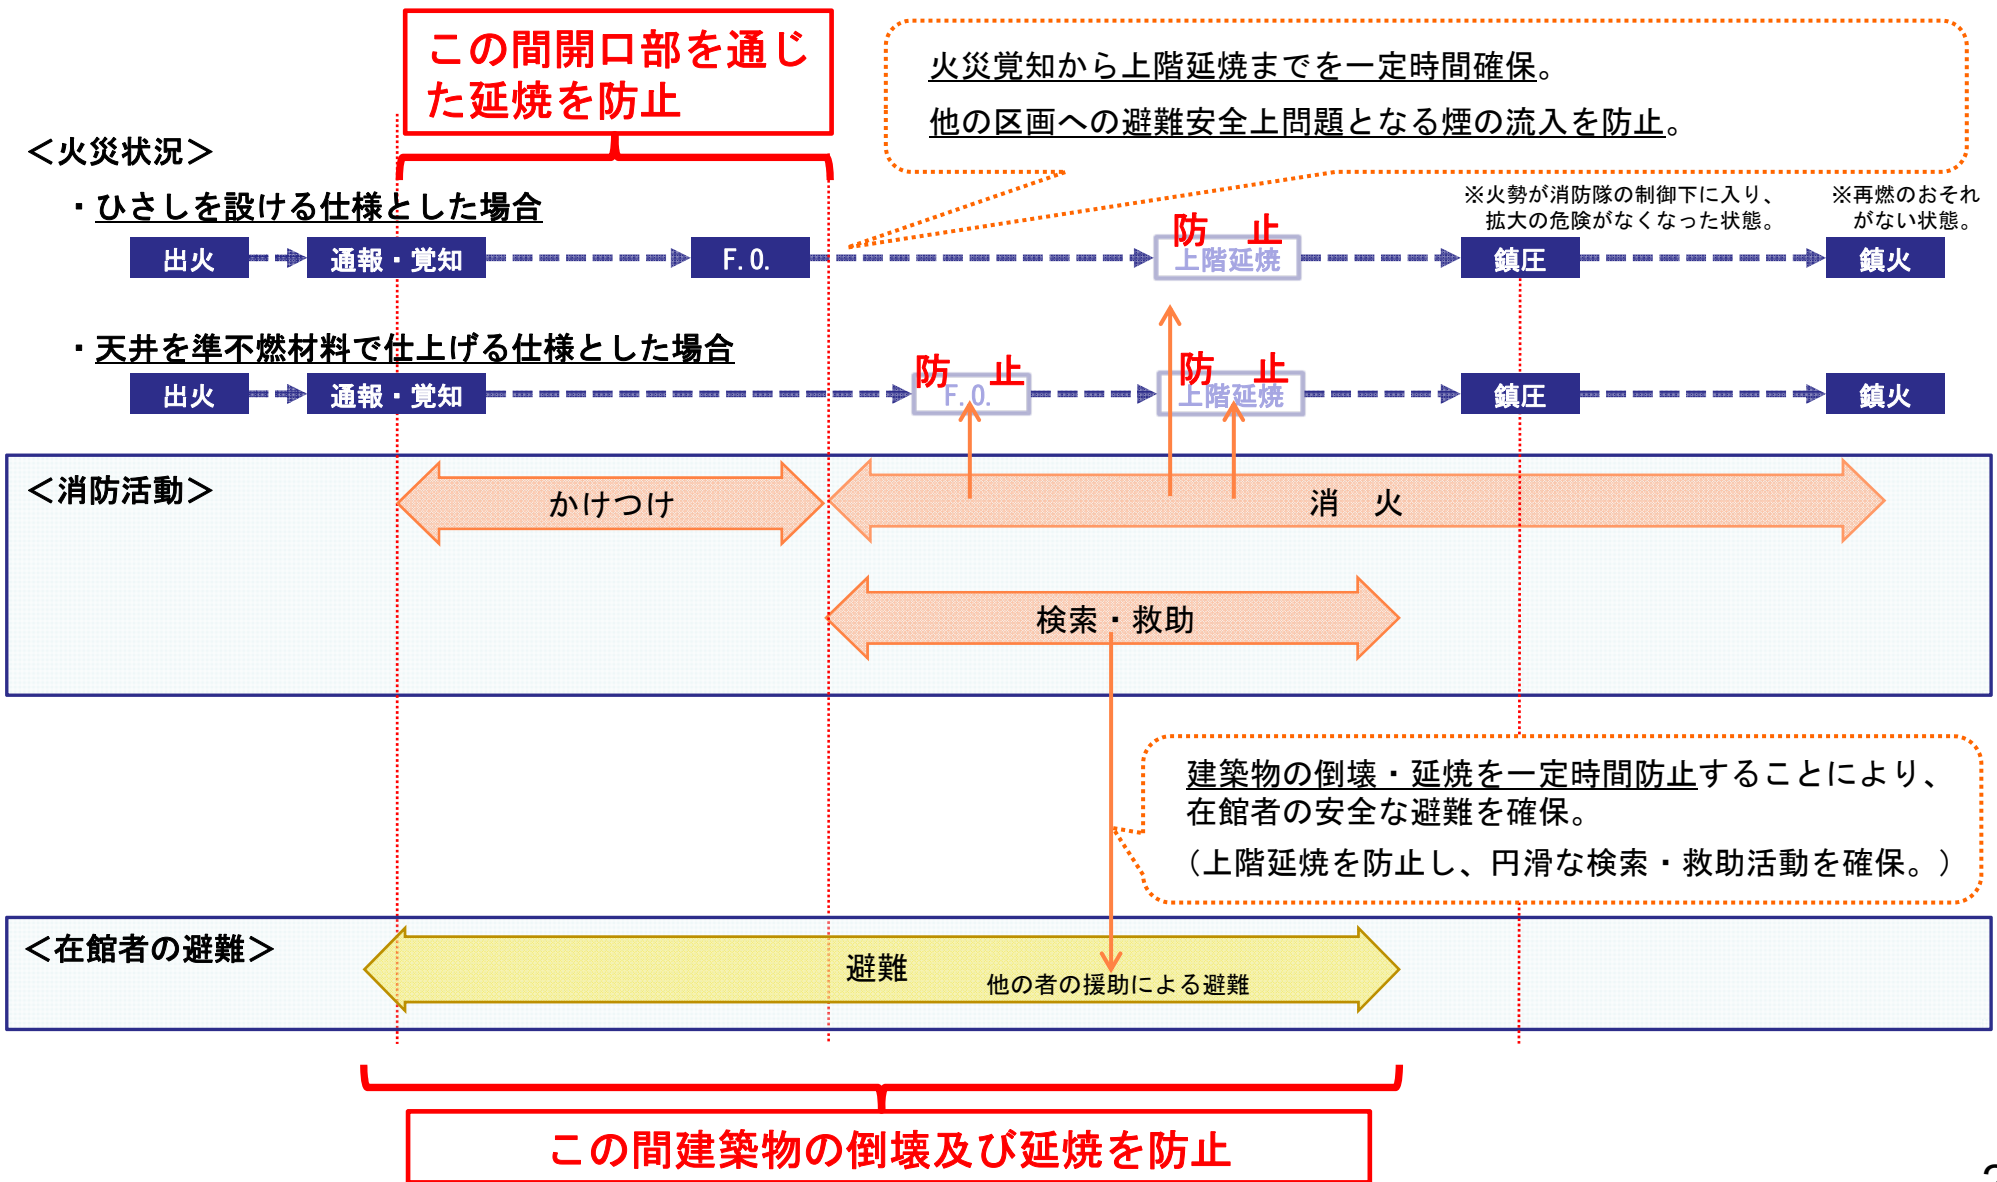 この間開口部を通じ
た延焼を防止
火災覚知から上階延焼までを一定時間確保。
他の区画への避難安全上問題となる煙の流入を防止。
＜火災状況＞
・ひさしを設ける仕様とした場合
※火勢が消防隊の制御下に入り、
拡大の危険がなくなった状態。
※再燃のおそれ
がない状態。
出火
通報・覚知
F.O.
防 止
上階延焼
鎮圧
鎮火
・天井を準不燃材料で仕上げる仕様とした場合
出火
通報・覚知
防 止
F.O.
防 止
上階延焼
鎮圧
鎮火
＜消防活動＞
かけつけ
消 火
検索・救助
建築物の倒壊・延焼を一定時間防止することにより、
在館者の安全な避難を確保。
（上階延焼を防止し、円滑な検索・救助活動を確保。）
＜在館者の避難＞
避難
他の者の援助による避難
この間建築物の倒壊及び延焼を防止